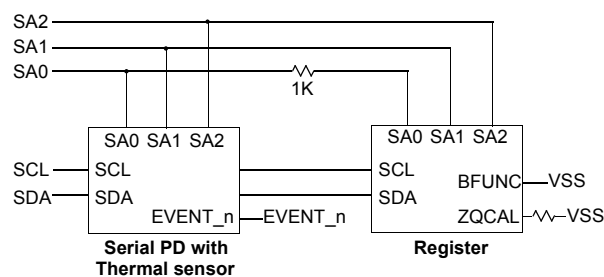 SA2
SA1
SA0
1K
SA0 SA1 SA2
SA0 SA1 SA2
SCL
SCL
SCL
BFUNC
VSS
SDA
SDA
SDA
EVENT_n
EVENT_n
ZQCAL
VSS
Serial PD with
Thermal sensor
Register